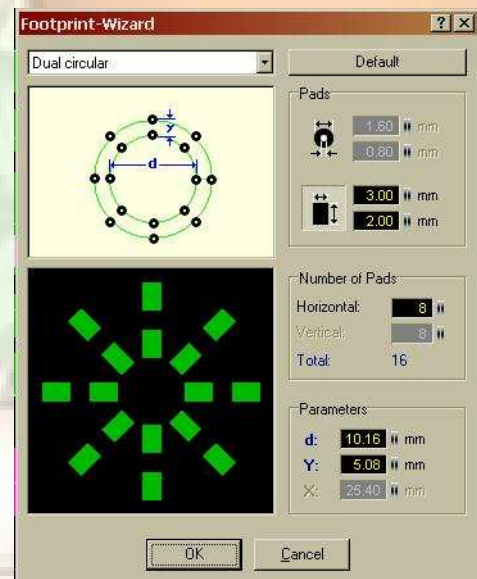 Footprint-Wizard
Dual circular
Default
Y
d
Pads
1.60 mm
0.80 mm
3.00 mm
2.00 mm
Number of Pads
Horizontal: 8
Vertical: 8
Total: 16
Parameters
d: 10.16 mm
Y: 5.08 mm
X: 25.40 mm
OK
Cancel